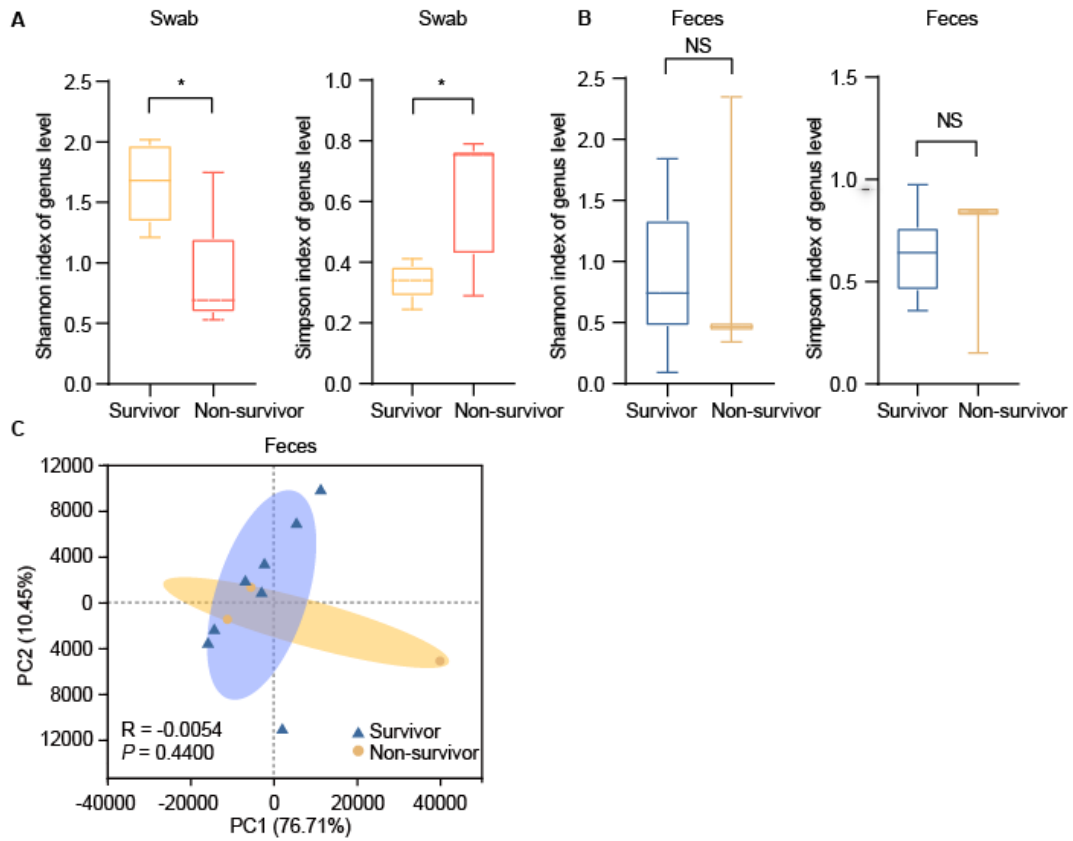 A
Swab
Shannon index of genus level
2.5
2.0
1.5
1.0
0.5
0.0
*
Survivor Non-survivor
Swab
Simpson index of genus level
1.0
0.8
0.6
0.4
0.2
0.0
*
Survivor Non-survivor
B
Feces
Shannon index of genus level
2.5
2.0
1.5
1.0
0.5
0.0
NS
Survivor Non-survivor
Feces
Simpson index of genus level
1.5
1.0
0.5
0.0
NS
Survivor Non-survivor
C
Feces
PC2 (10.45%)
12000
8000
4000
0
4000
8000
12000
R = -0.0054
P = 0.4400
Survivor
Non-survivor
-40000 -20000 0 20000 40000
PC1 (76.71%)